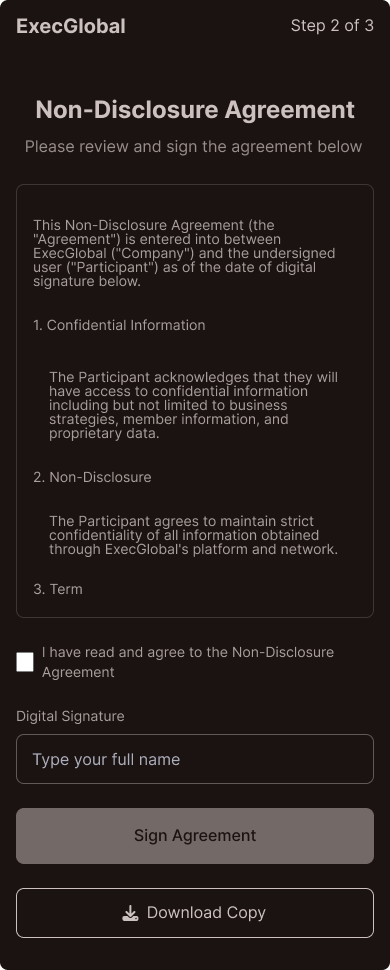 ExecGlobal
Step 2 of 3
Non-Disclosure Agreement
Please review and sign the agreement below
This Non-Disclosure Agreement (the
"Agreement") is entered into between
ExecGlobal ("Company") and the undersigned
user ("Participant") as of the date of digital
signature below.
1. Confidential Information
The Participant acknowledges that they will
have access to confidential information
including but not limited to business
strategies, member information, and
proprietary data.
2. Non-Disclosure
The Participant agrees to maintain strict
confidentiality of all information obtained
through ExecGlobal's platform and network.
3. Term
I have read and agree to the Non-Disclosure
Agreement
Digital Signature
Type your full name
Sign Agreement
Download Copy